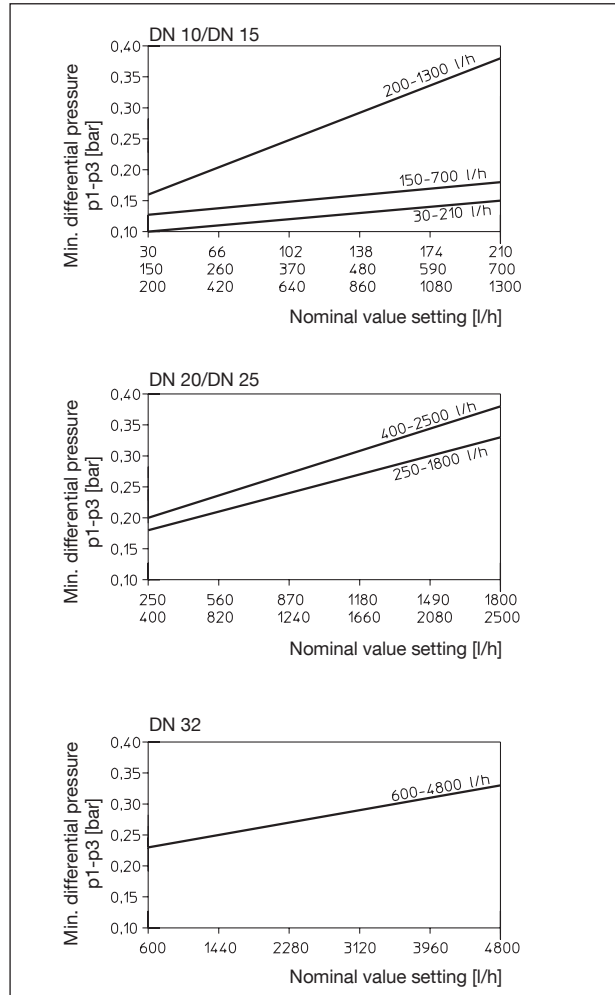 DN 10/DN 15
Min. differential pressure
p1-p3 [bar]
0,40
0,35
0,30
0,25
0,20
0,15
0,10
200-1300 l/h
150-700 l/h
30-210 l/h
30 66 102 138 174 210
150 260 370 480 590 700
200 420 640 860 1080 1300
Nominal value setting [l/h]
DN 20/DN 25
Min. differential pressure
p1-p3 [bar]
0,40
0,35
0,30
0,25
0,20
0,15
0,10
400-2500 l/h
250-1800 l/h
250 560 870 1180 1490 1800
400 820 1240 1660 2080 2500
Nominal value setting [l/h]
DN 32
Min. differential pressure
p1-p3 [bar]
0,40
0,35
0,30
0,25
0,20
0,15
0,10
600-4800 l/h
600 1440 2280 3120 3960 4800
Nominal value setting [l/h]